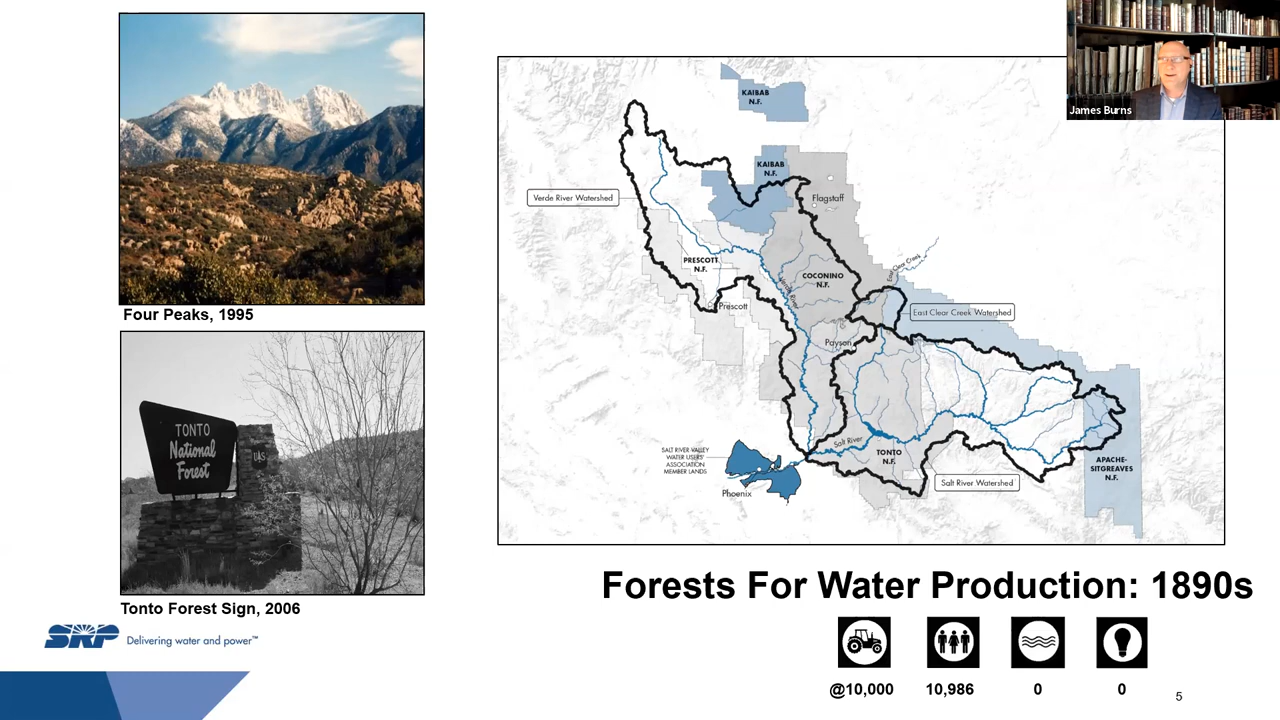 James Burns
Four Peaks, 1995
TONTO
National
Forest
UAS
Tonto Forest Sign, 2006
SRP Delivering water and power™
KAIBAB
N.F.
KAIBAB
N.F.
Verde River Watershed
Flagstaff
PRESCOTT
N.F.
COCONINO
N.F.
East Clear Creek
Verde River
Prescott
East Clear Creek Watershed
Payson
SALT RIVER VALLEY
WATER USERS'
ASSOCIATION
MEMBER LANDS
Salt River
TONTO
N.F.
APACHE-
SITGREAVES
N.F.
Phoenix
Salt River Watershed
Forests For Water Production: 1890s
@10,000 10,986 0 0
5